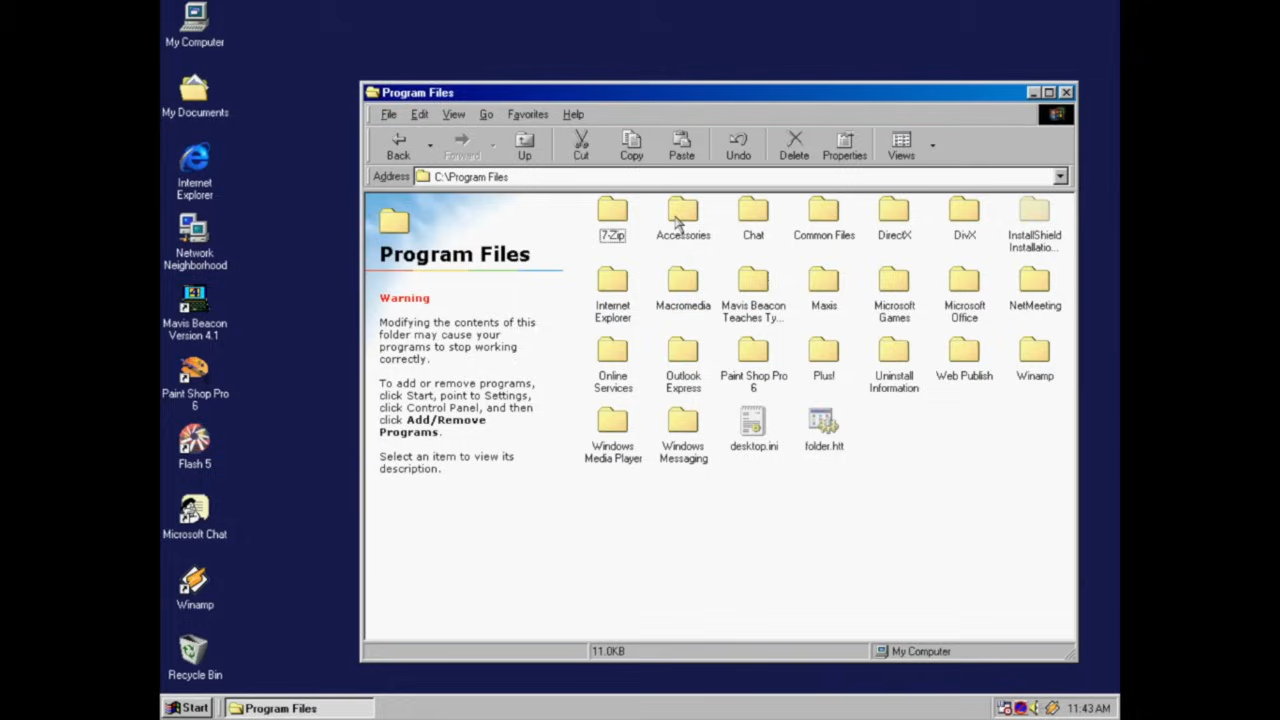 My Computer
My Documents
Internet
Explorer
Network
Neighborhood
Mavis Beacon
Version 4.1
Paint Shop Pro
6
Flash 5
Microsoft Chat
Winamp
Recycle Bin
Program Files
File Edit View Go Favorites Help
Back Forward Up Cut Copy Paste Undo Delete Properties Views
Address C:\Program Files
Program Files
Warning
Modifying the contents of this
folder may cause your
programs to stop working
correctly.
To add or remove programs,
click Start, point to Settings,
click Control Panel, and then
click Add/Remove
Programs.
Select an item to view its
description.
7-Zip
Accessories
Chat
Common Files
DirectX
DivX
InstallShield
Installatio...
Internet
Explorer
Macromedia
Mavis Beacon
Teaches Ty...
Maxis
Microsoft
Games
Microsoft
Office
NetMeeting
Online
Services
Outlook
Express
Paint Shop Pro
6
Plus!
Uninstall
Information
Web Publish
Winamp
Windows
Media Player
Windows
Messaging
desktop.ini
folder.htt
11.0KB
My Computer
Start
Program Files
11:43 AM